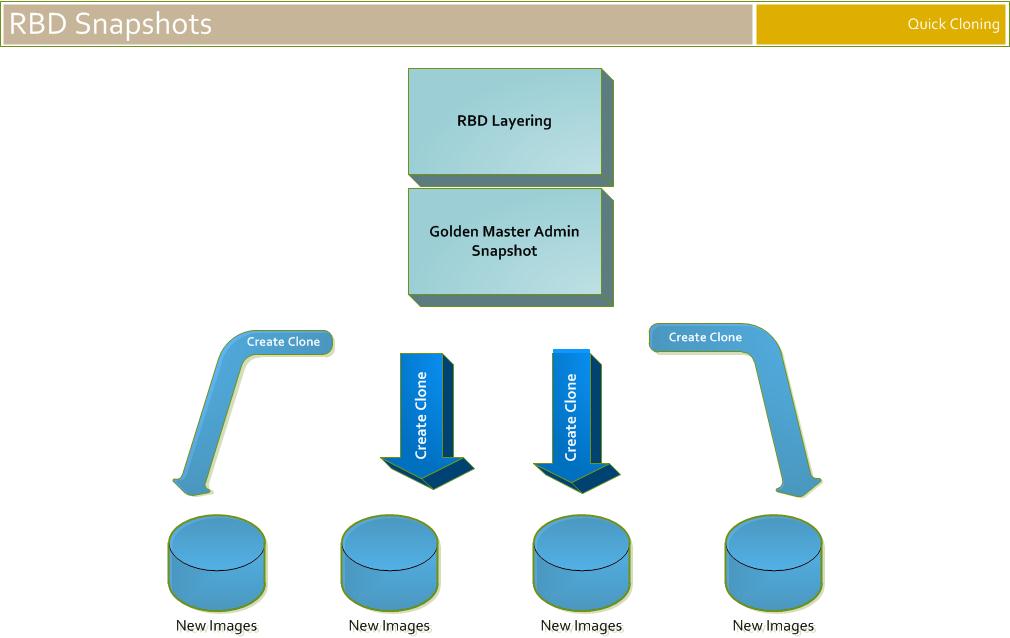 RBD Snapshots
Quick Cloning
RBD Layering
Golden Master Admin
Snapshot
Create Clone
Create Clone
Create Clone
Create Clone
New Images
New Images
New Images
New Images